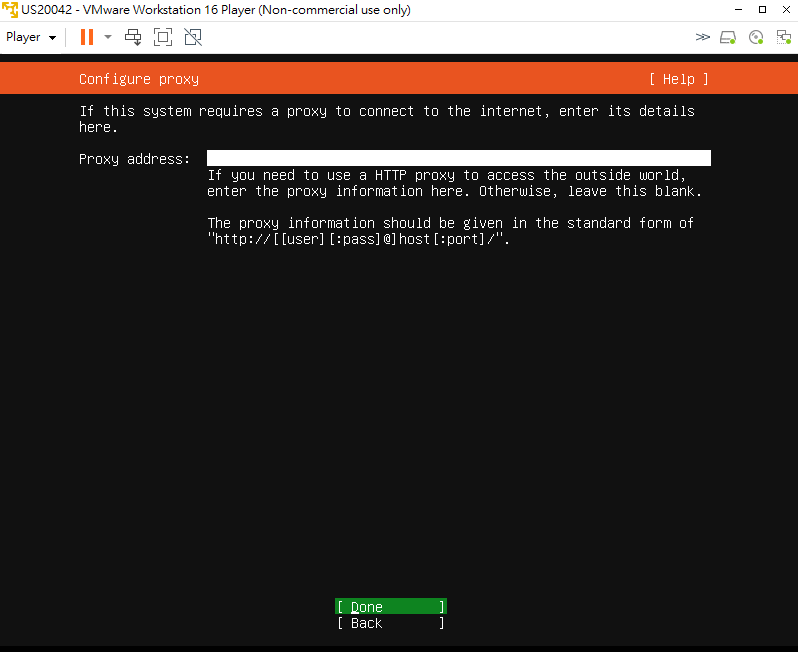 US20042 - VMware Workstation 16 Player (Non-commercial use only)
Player
Configure proxy [ Help ]
If this system requires a proxy to connect to the internet, enter its details
here.
Proxy address:
If you need to use a HTTP proxy to access the outside world,
enter the proxy information here. Otherwise, leave this blank.
The proxy information should be given in the standard form of
"http://[[user][:pass]@]host[:port]/".
[ Done ]
[ Back ]